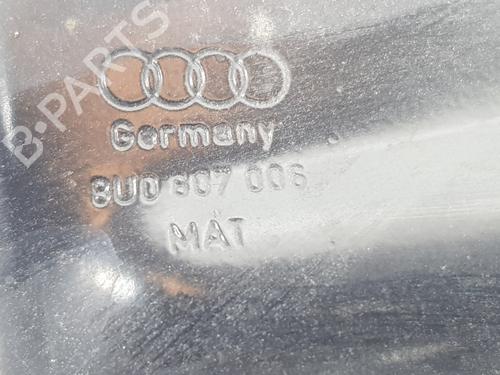 B-PARTS
Germany
8U0 807 006
MAT